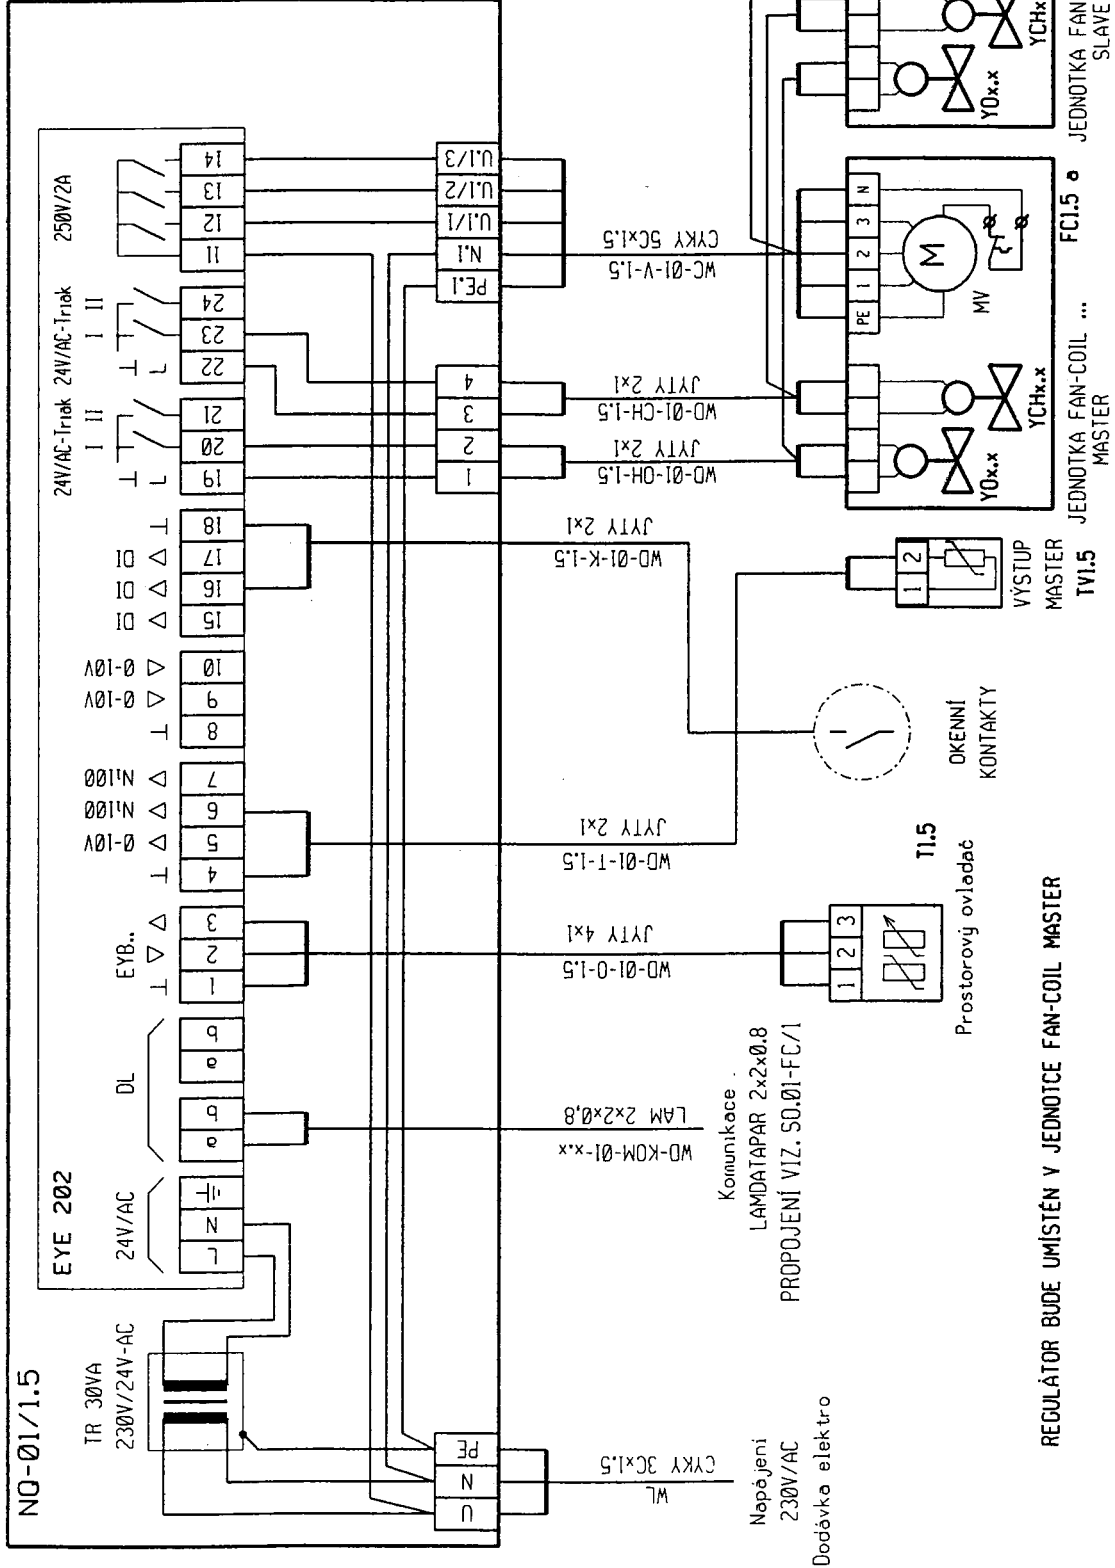 NO-01/1.5
TR 30VA
230V/24V-AC
EYE 202
24V/AC
DL
EYB..
0-10V
Ni100
Ni100
0-10V
0-10V
DI
DI
DI
24V/AC-Triak
24V/AC-Triak
250V/2A
I II
I II
L N
a b a b
1 2 3
4 5 6 7
8 9 10
15 16 17 18
19 20 21
22 23 24
11 12 13 14
U N PE
1 2 3 4
PE.1 N.1 U.1/1 U.1/2 U.1/3
WL
CYKY 3Cx1.5
WD-KOM-01-x.x
LAM 2x2x0,8
WD-01-O-1.5
JYTY 4x1
WD-01-T-1.5
JYTY 2x1
WD-01-K-1.5
JYTY 2x1
WD-01-OH-1.5
JYTY 2x1
WD-01-CH-1.5
JYTY 2x1
WC-01-V-1.5
CYKY 5Cx1.5
Napájení
230V/AC
Dodávka elektro
Komunikace
LAMDATAPAR 2x2x0.8
PROPOJENÍ VIZ. SO.01-FC/1
1 2 3
T1.5
Prostorový ovladač
OKENNÍ
KONTAKTY
1 2
VÝSTUP
MASTER
TV1.5
YOx.x
YCHx.x
PE 1 2 3 N
M
MV
JEDNOTKA FAN-COIL ...
MASTER
FC1.5 a
YOx.x
YCHx
JEDNOTKA FAN
SLAVE
REGULÁTOR BUDE UMÍSTĚN V JEDNOTCE FAN-COIL MASTER